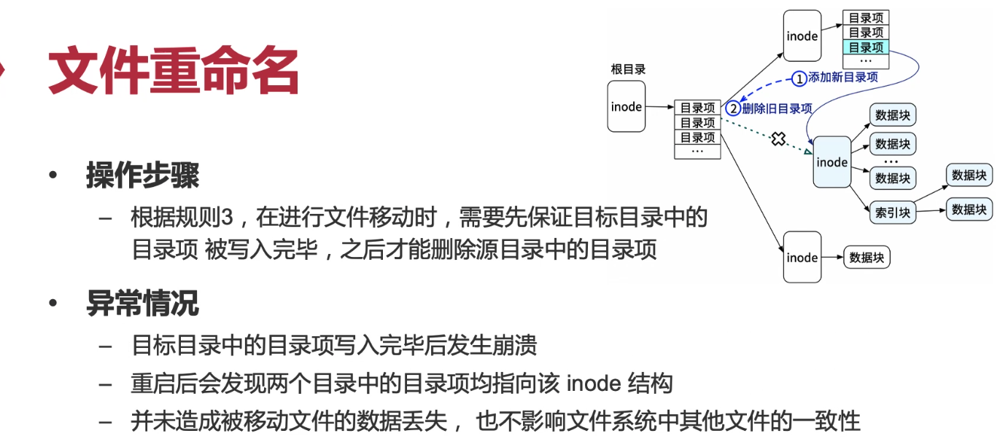 文件重命名
• 操作步骤
– 根据规则3，在进行文件移动时，需要先保证目标目录中的
目录项 被写入完毕，之后才能删除源目录中的目录项
• 异常情况
– 目标目录中的目录项写入完毕后发生崩溃
– 重启后会发现两个目录中的目录项均指向该 inode 结构
– 并未造成被移动文件的数据丢失， 也不影响文件系统中其他文件的一致性
根目录
inode
目录项
目录项
目录项
...
inode
目录项
目录项
目录项
...
①添加新目录项
②删除旧目录项
inode
数据块
数据块
...
数据块
索引块
数据块
数据块
inode
数据块